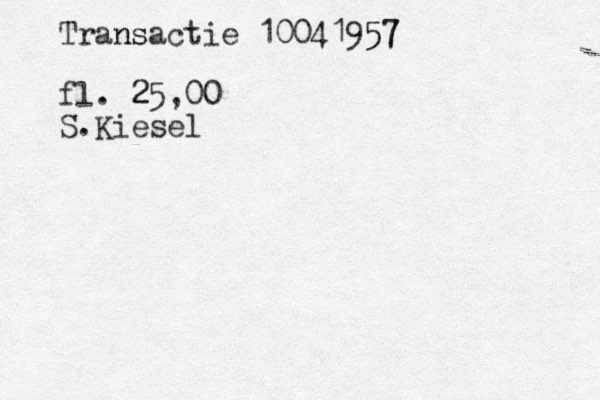 Transactie 10041957
fl. 25,00
S.Kiesel